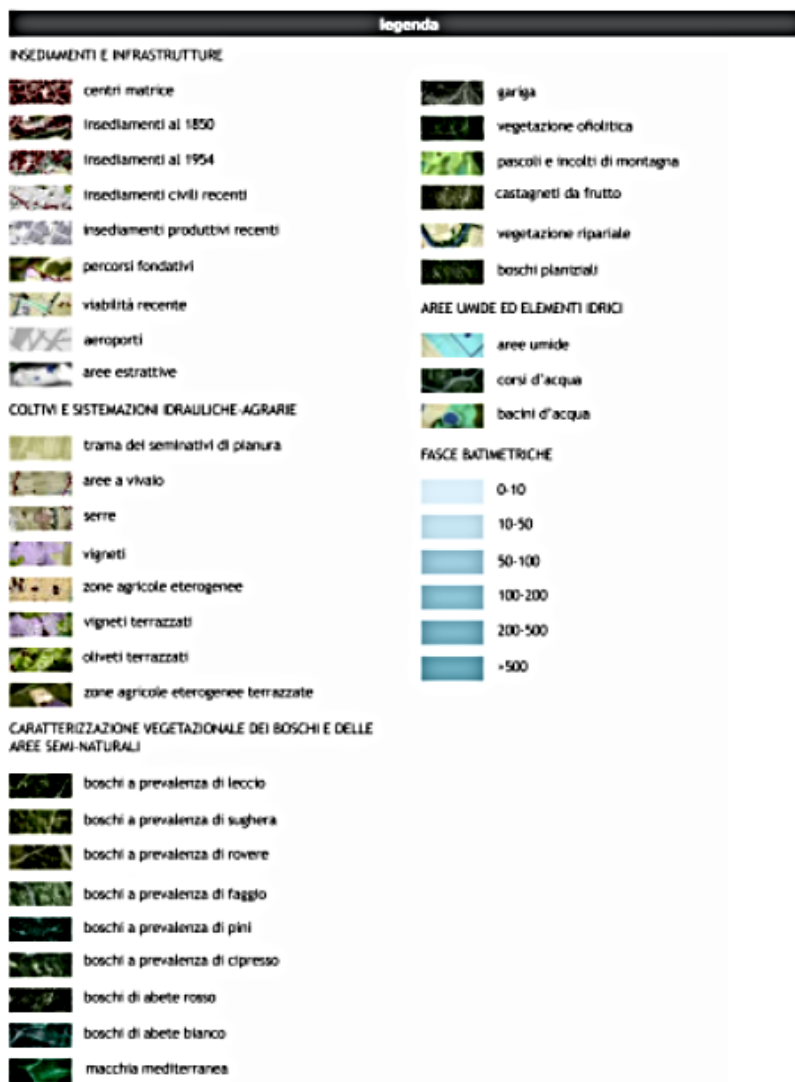 legenda
INSEDIAMENTI E INFRASTRUTTURE
centri matrice
insediamenti al 1850
insediamenti al 1954
insediamenti civili recenti
insediamenti produttivi recenti
percorsi fondativi
viabilità recente
aeroporti
aree estrattive
COLTIVI E SISTEMAZIONI IDRAULICHE-AGRARIE
trama dei seminativi di pianura
aree a vivaio
serre
vigneti
zone agricole eterogenee
vigneti terrazzati
oliveti terrazzati
zone agricole eterogenee terrazzate
CARATTERIZZAZIONE VEGETAZIONALE DEI BOSCHI E DELLE
AREE SEMI-NATURALI
boschi a prevalenza di leccio
boschi a prevalenza di sughera
boschi a prevalenza di rovere
boschi a prevalenza di faggio
boschi a prevalenza di pini
boschi a prevalenza di cipresso
boschi di abete rosso
boschi di abete bianco
macchia mediterranea
gariga
vegetazione ofiolitica
pascoli e incolti di montagna
castagneti da frutto
vegetazione ripariale
boschi planiziali
AREE UMIDE ED ELEMENTI IDRICI
aree umide
corsi d'acqua
bacini d'acqua
FASCE BATIMETRICHE
0-10
10-50
50-100
100-200
200-500
>500